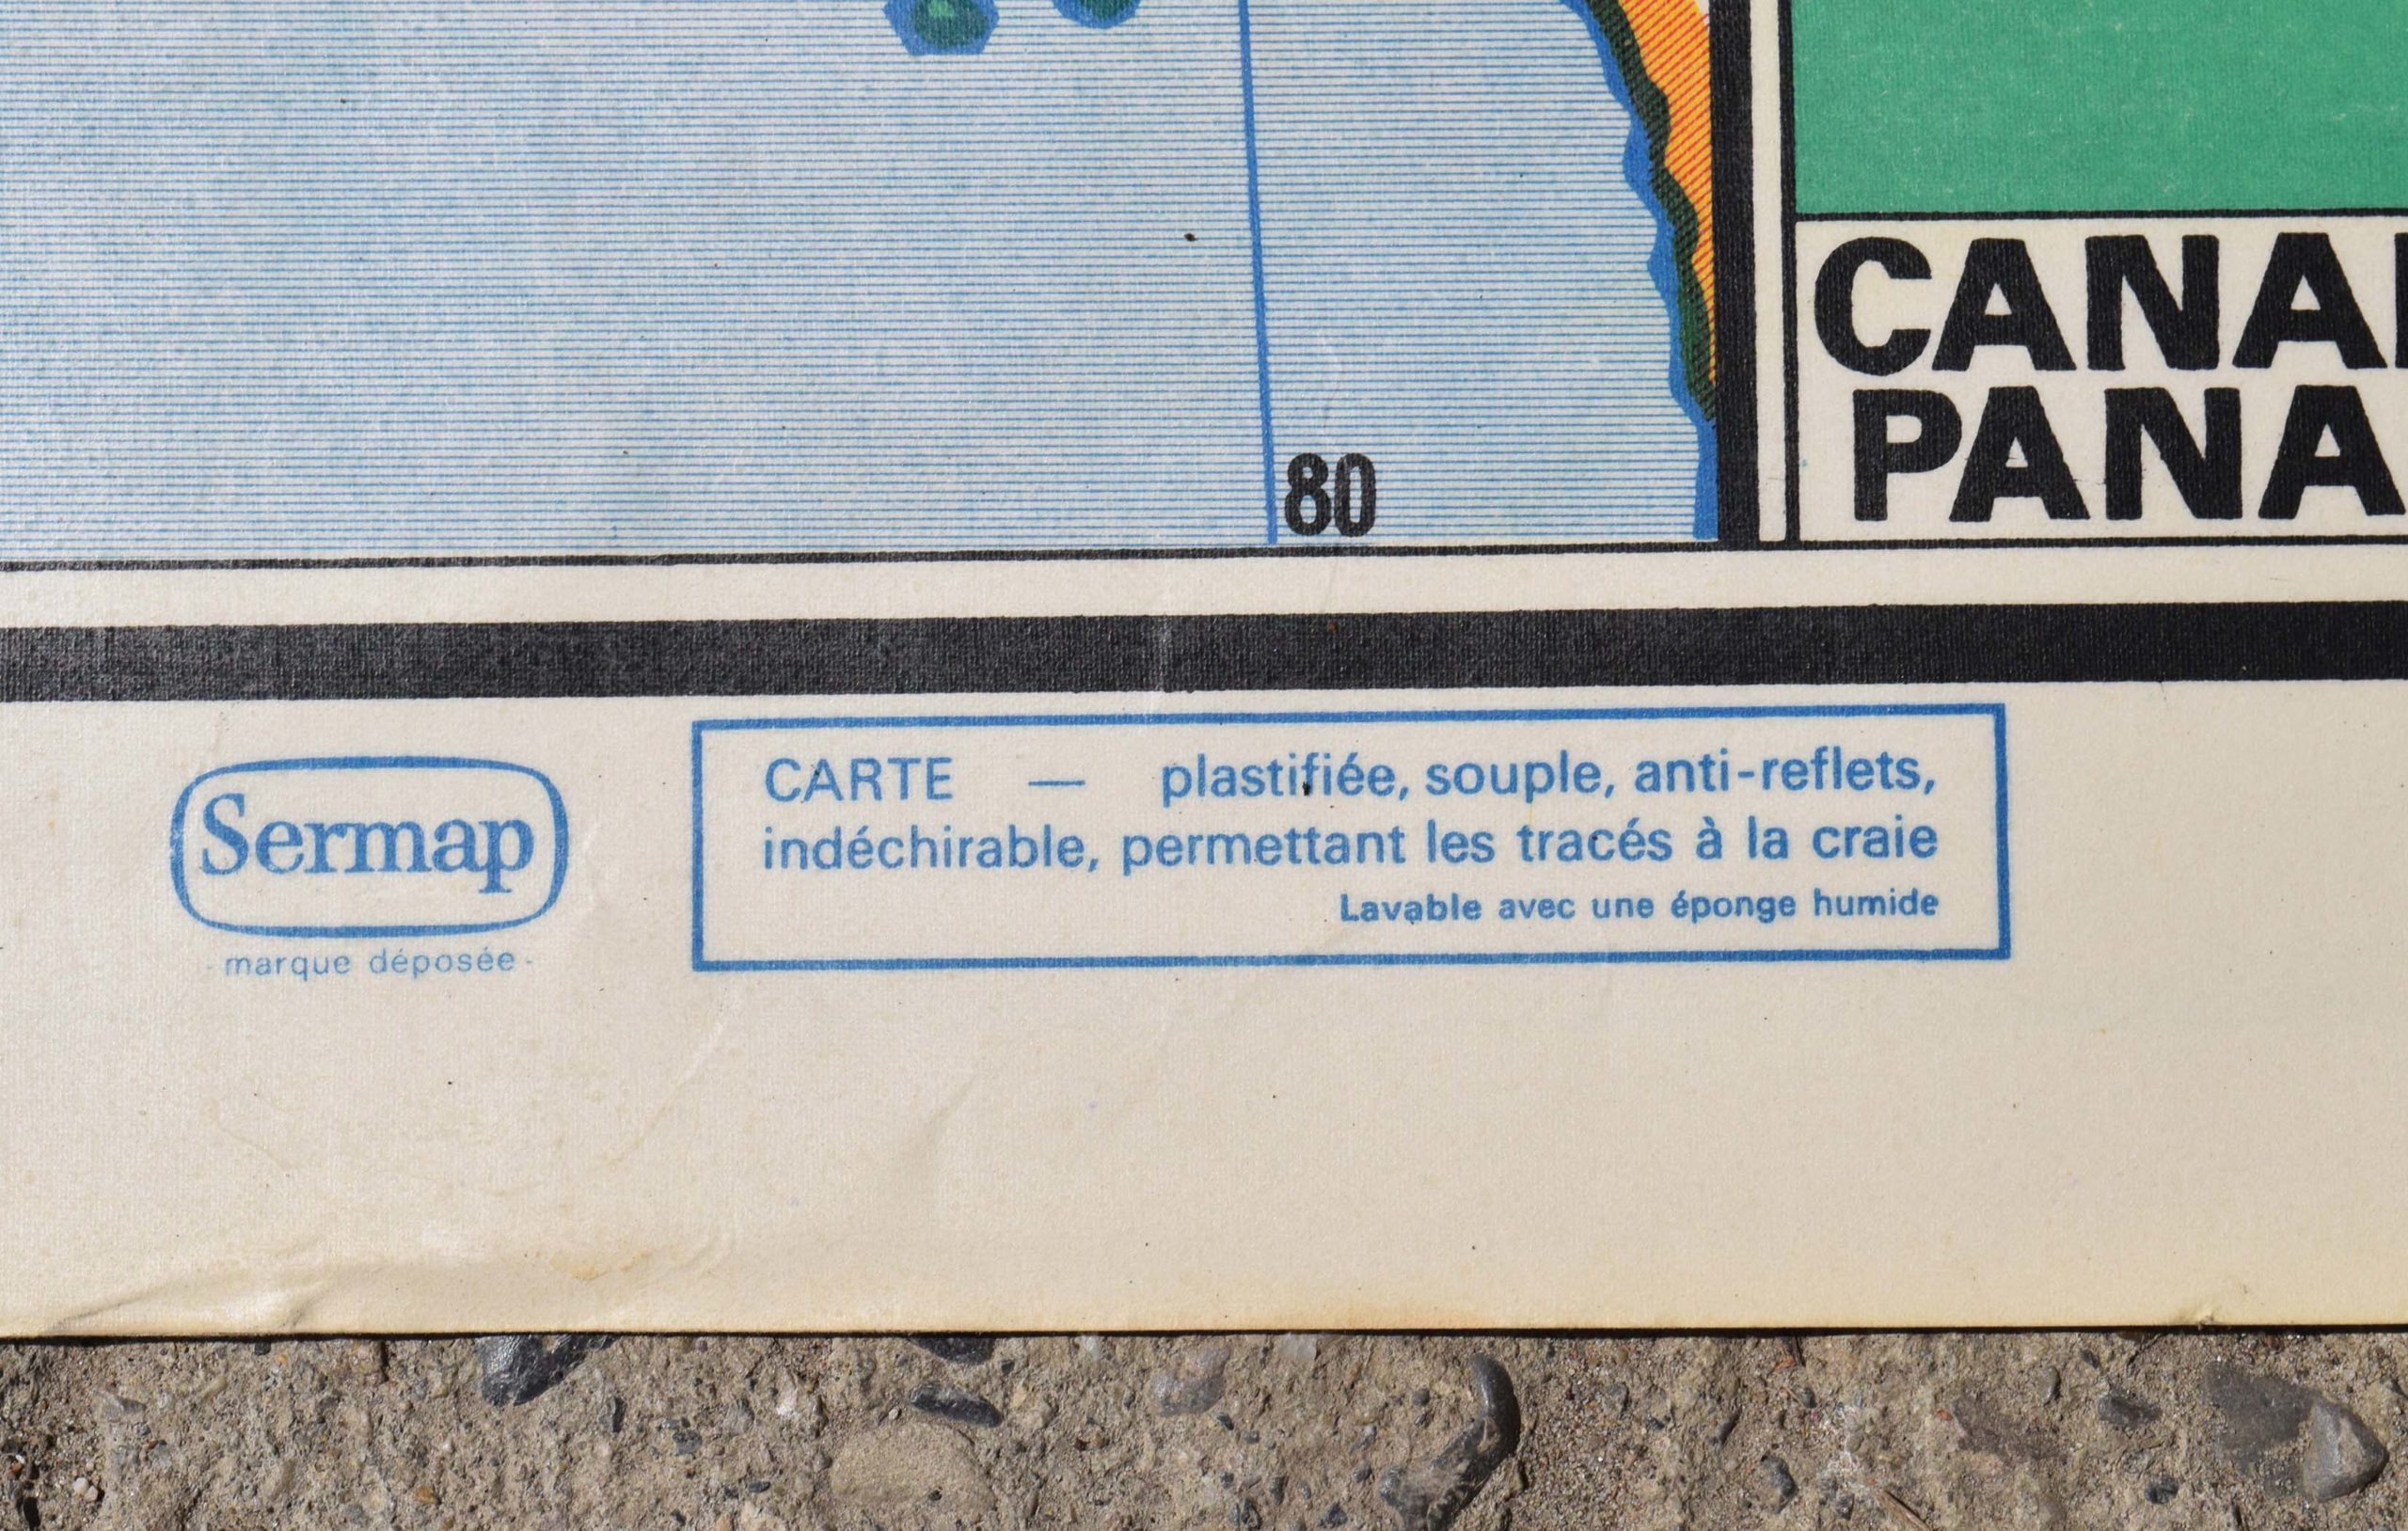 CANAL
PANA
80
Sermap
- marque déposée -
CARTE — plastifiée, souple, anti-reflets,
indéchirable, permettant les tracés à la craie
Lavable avec une éponge humide